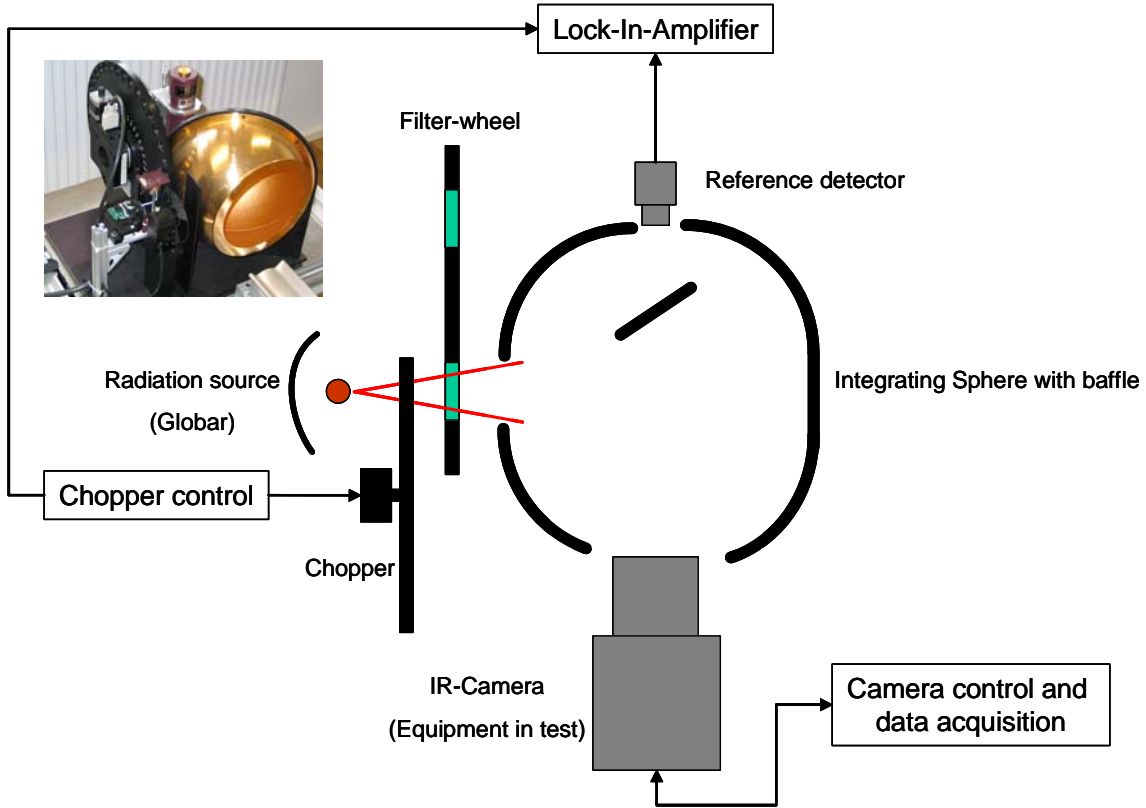 Lock-In-Amplifier
Filter-wheel
Reference detector
Radiation source
(Globar)
Integrating Sphere with baffle
Chopper control
Chopper
IR-Camera
(Equipment in test)
Camera control and
data acquisition